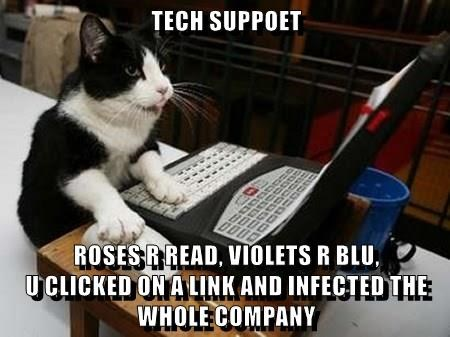 TECH SUPPOET
ROSES R READ, VIOLETS R BLU,
U CLICKED ON A LINK AND INFECTED THE
WHOLE COMPANY